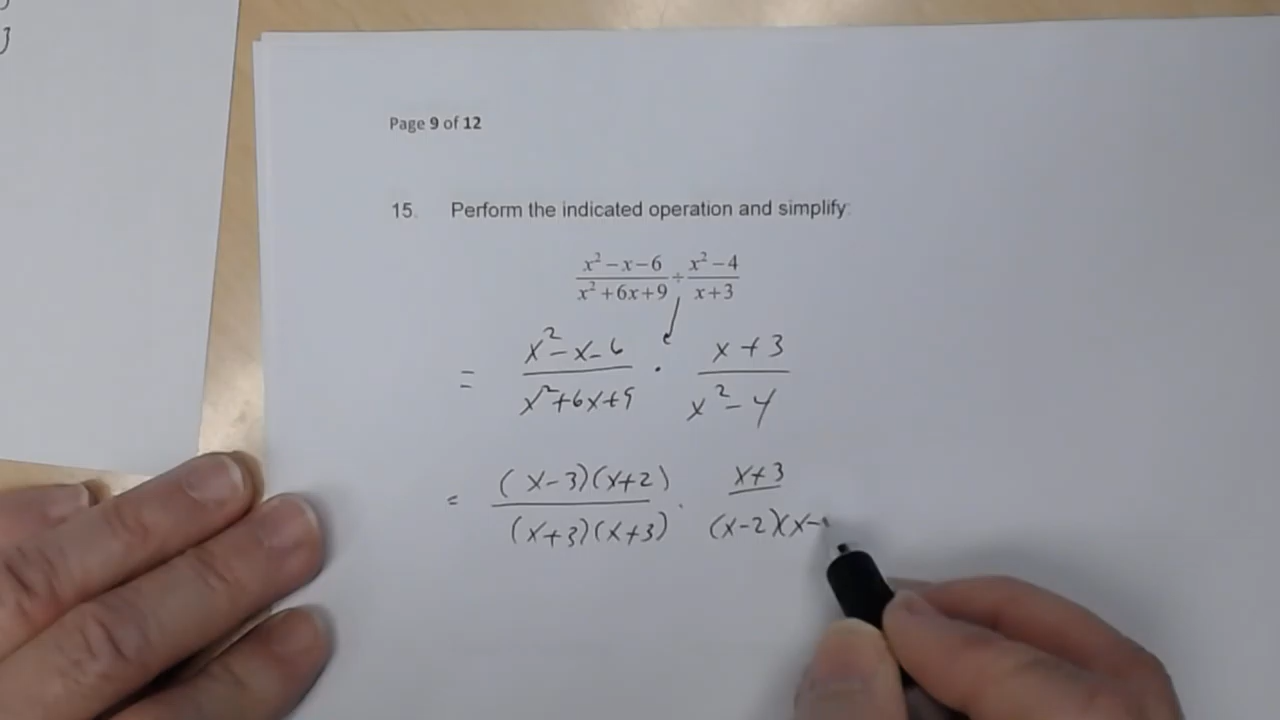 Page 9 of 12
15. Perform the indicated operation and simplify:
x² − x − 6 / x² + 6x + 9 ÷ x² − 4 / x + 3
= x² − x − 6 / x² + 6x + 9 · x + 3 / x² − 4
= (x − 3)(x + 2) / (x + 3)(x + 3) · x + 3 / (x − 2)(x